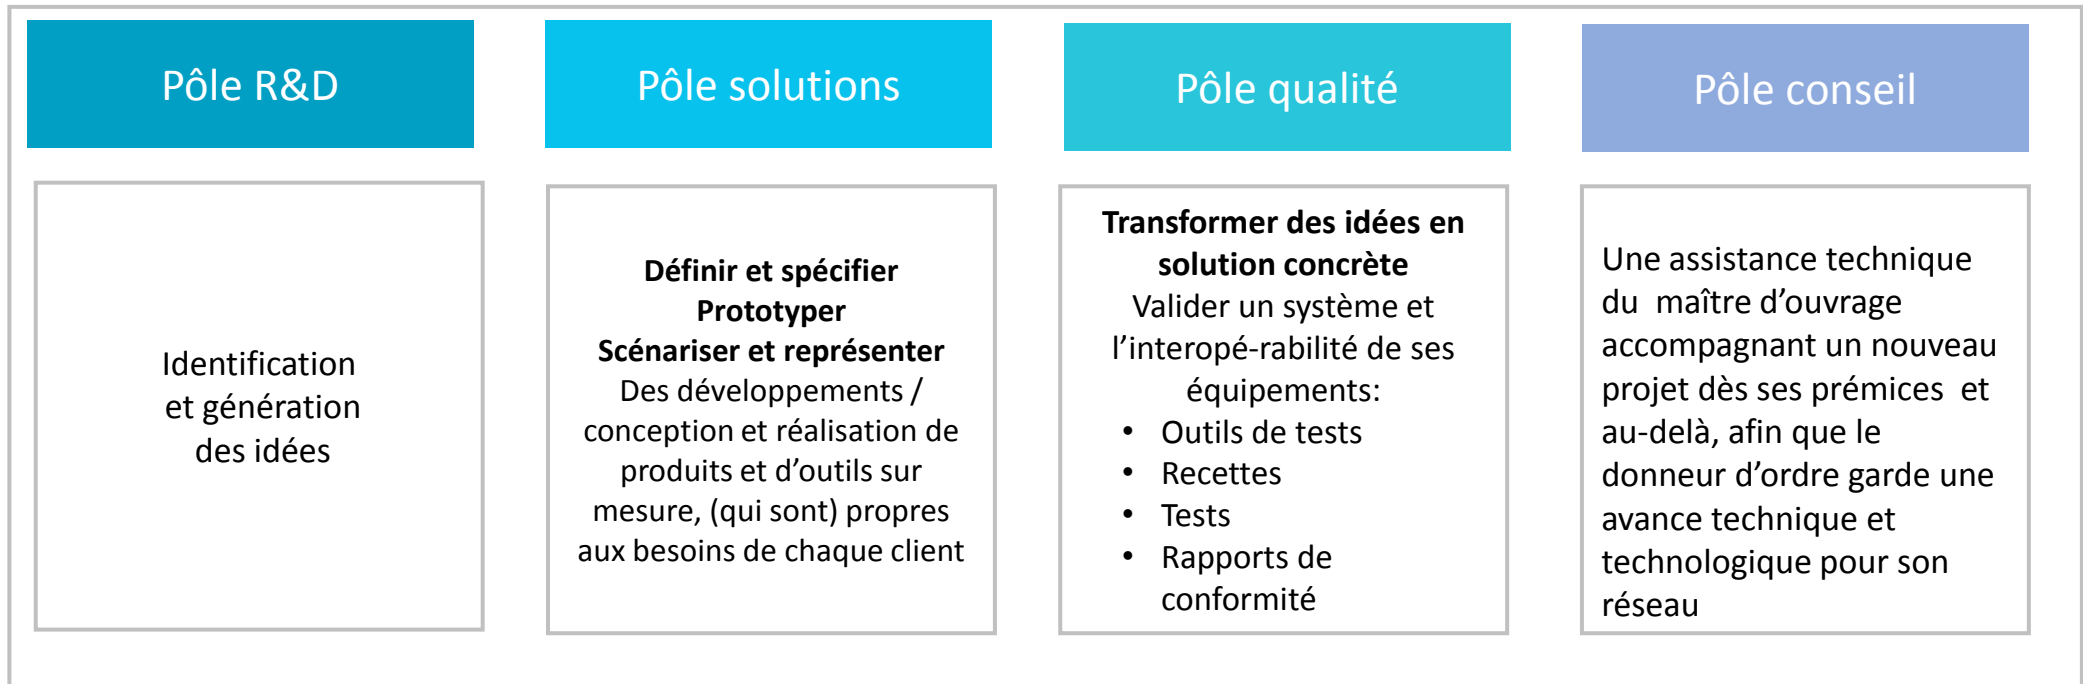 Pôle R&D
Pôle solutions
Pôle qualité
Pôle conseil
Identification
et génération
des idées
Définir et spécifier
Prototyper
Scénariser et représenter
Des développements /
conception et réalisation de
produits et d’outils sur
mesure, (qui sont) propres
aux besoins de chaque client
Transformer des idées en
solution concrète
Valider un système et
l’interopé-rabilité de ses
équipements:
• Outils de tests
• Recettes
• Tests
• Rapports de
conformité
Une assistance technique
du maître d’ouvrage
accompagnant un nouveau
projet dès ses prémices et
au-delà, afin que le
donneur d’ordre garde une
avance technique et
technologique pour son
réseau